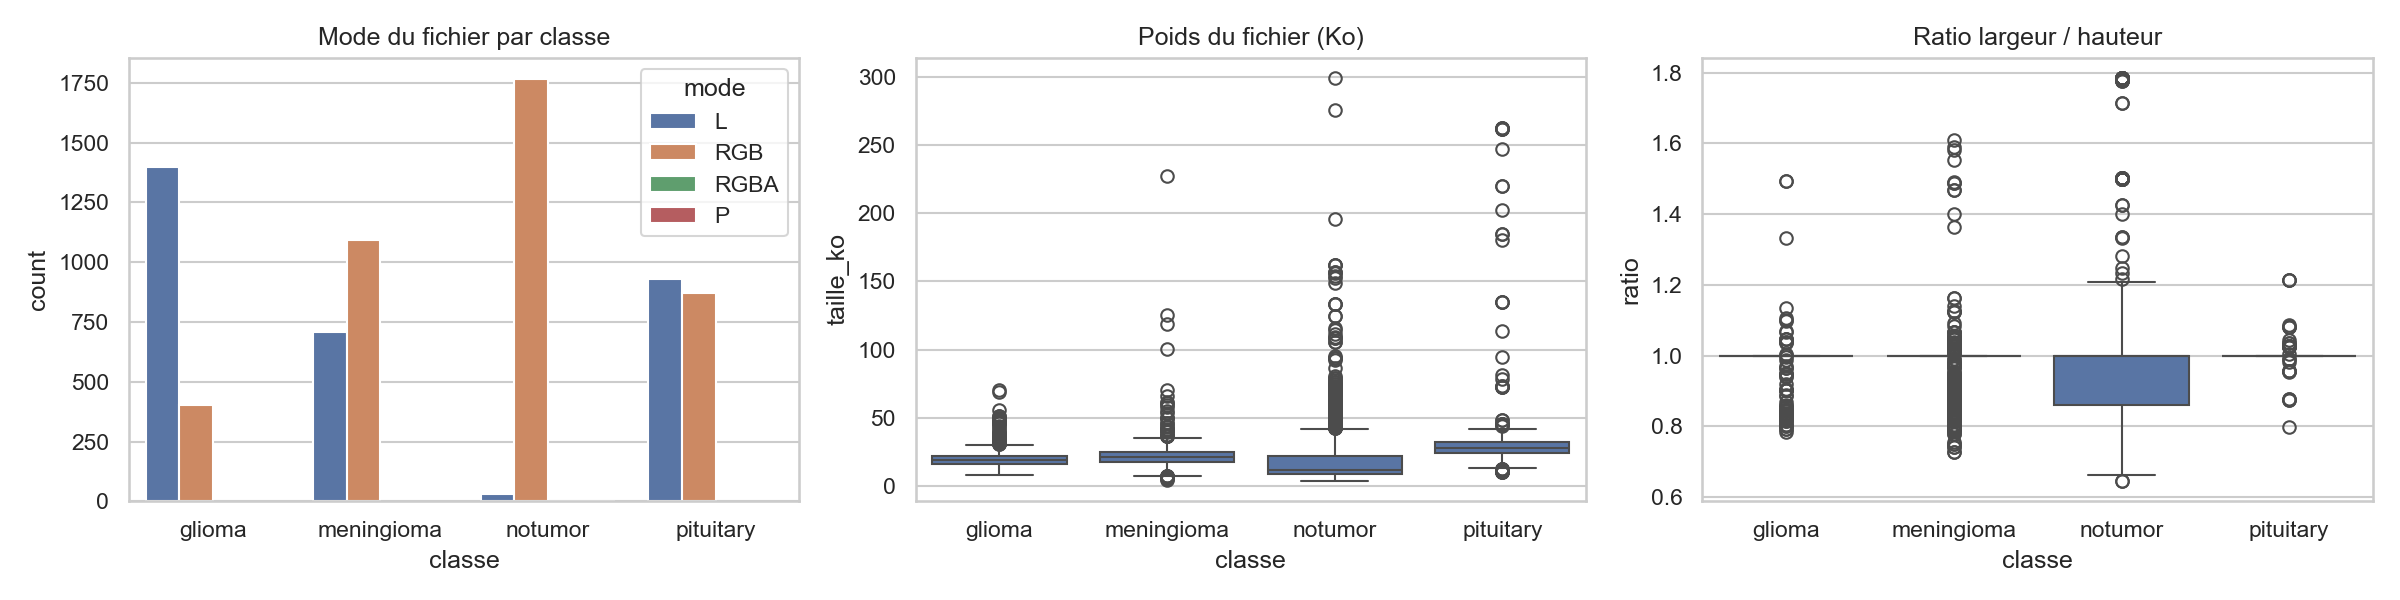 Mode du fichier par classe
1750
1500
1250
1000
750
500
250
0
count
mode
L
RGB
RGBA
P
glioma
meningioma
notumor
pituitary
classe
Poids du fichier (Ko)
300
250
200
150
100
50
0
taille_ko
glioma
meningioma
notumor
pituitary
classe
Ratio largeur / hauteur
1.8
1.6
1.4
1.2
1.0
0.8
0.6
ratio
glioma
meningioma
notumor
pituitary
classe